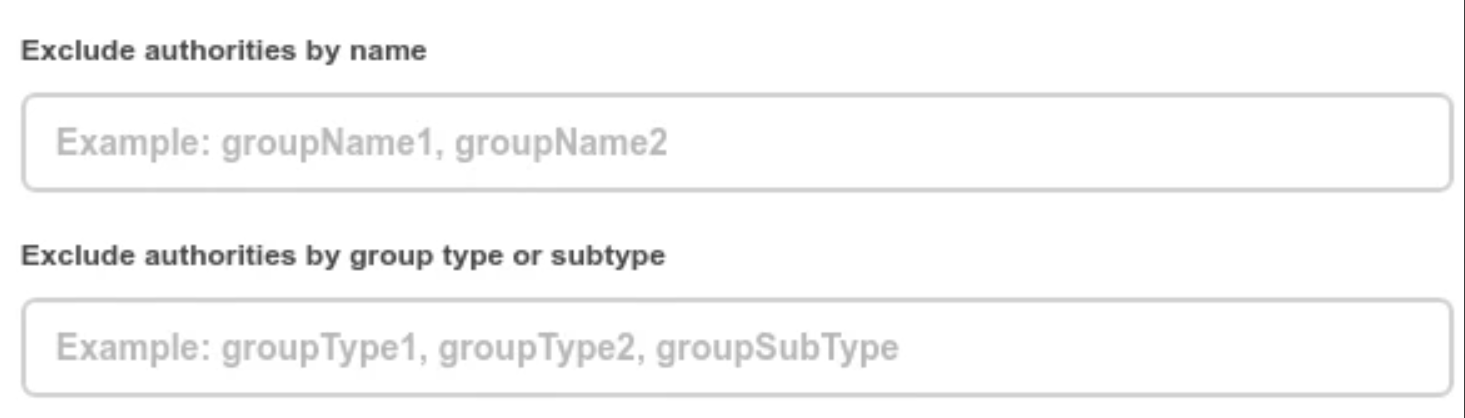 Exclude authorities by name
Example: groupName1, groupName2
Exclude authorities by group type or subtype
Example: groupType1, groupType2, groupSubType